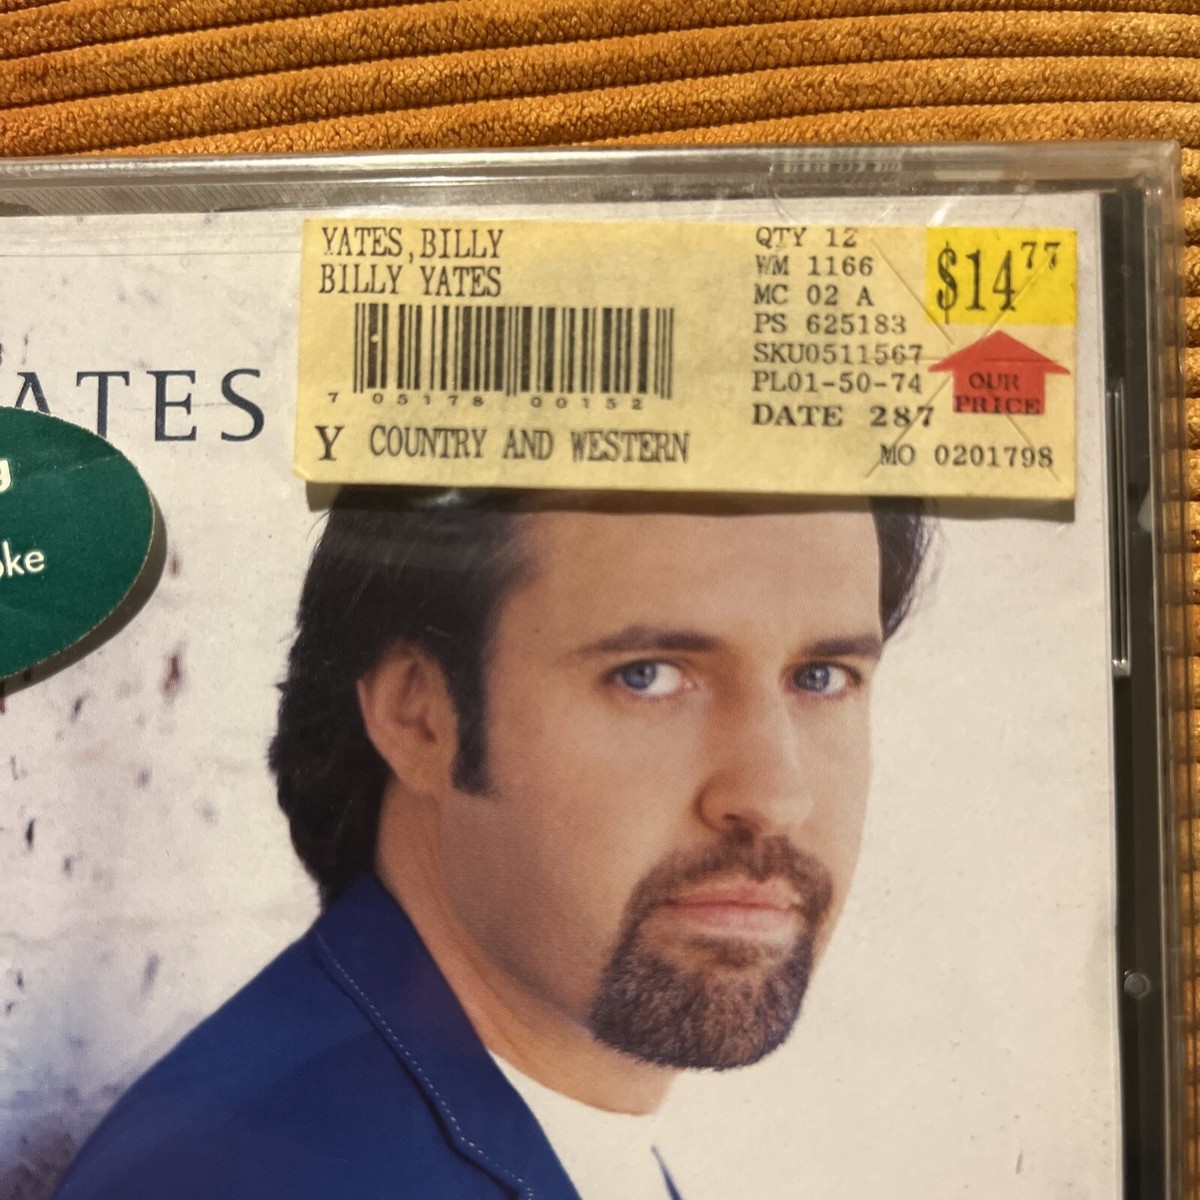 YATES,BILLY
BILLY YATES
7 05178 00152
Y COUNTRY AND WESTERN
QTY 12
WM 1166
MC 02 A
PS 625183
SKU0511567
PL01-50-74
DATE 287
MO 0201798
$14.77
OUR
PRICE
ATES
g
oke